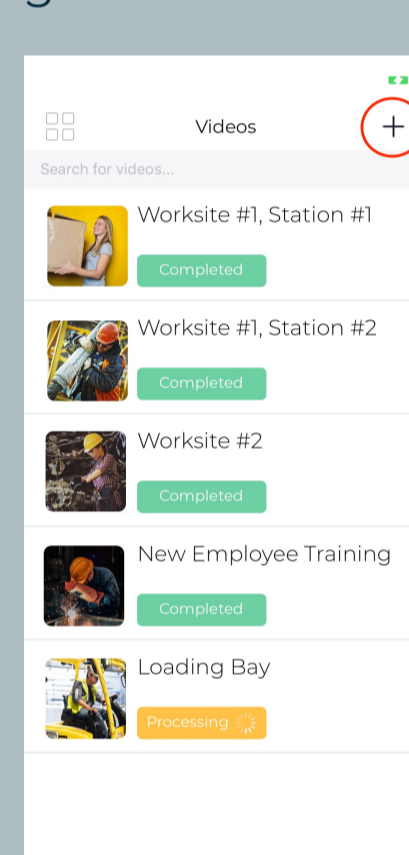 Videos
Search for videos...
Worksite #1, Station #1
Completed
Worksite #1, Station #2
Completed
Worksite #2
Completed
New Employee Training
Completed
Loading Bay
Processing